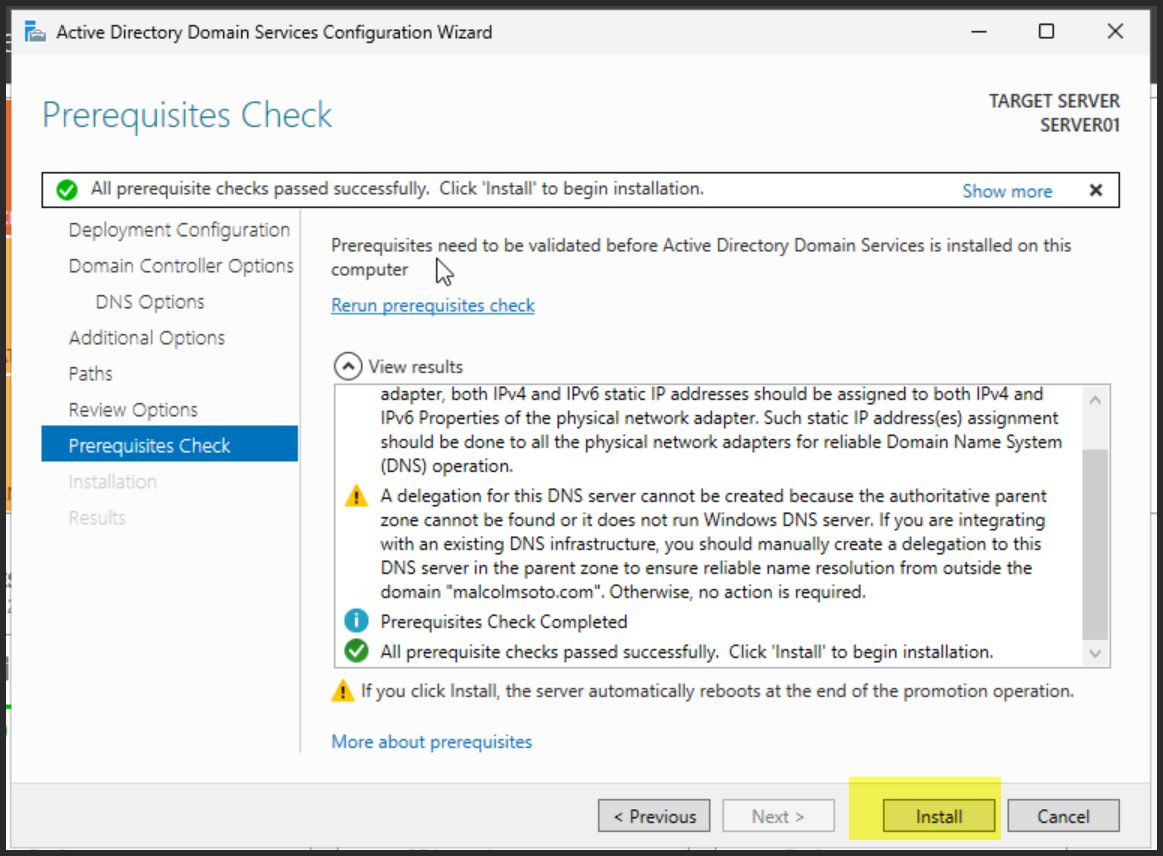 Active Directory Domain Services Configuration Wizard
Prerequisites Check
TARGET SERVER
SERVER01
All prerequisite checks passed successfully.  Click 'Install' to begin installation.
Show more
Deployment Configuration
Domain Controller Options
DNS Options
Additional Options
Paths
Review Options
Prerequisites Check
Installation
Results
Prerequisites need to be validated before Active Directory Domain Services is installed on this
computer
Rerun prerequisites check
View results
adapter, both IPv4 and IPv6 static IP addresses should be assigned to both IPv4 and
IPv6 Properties of the physical network adapter. Such static IP address(es) assignment
should be done to all the physical network adapters for reliable Domain Name System
(DNS) operation.
A delegation for this DNS server cannot be created because the authoritative parent
zone cannot be found or it does not run Windows DNS server. If you are integrating
with an existing DNS infrastructure, you should manually create a delegation to this
DNS server in the parent zone to ensure reliable name resolution from outside the
domain "malcolmsoto.com". Otherwise, no action is required.
Prerequisites Check Completed
All prerequisite checks passed successfully.  Click 'Install' to begin installation.
If you click Install, the server automatically reboots at the end of the promotion operation.
More about prerequisites
< Previous
Next >
Install
Cancel